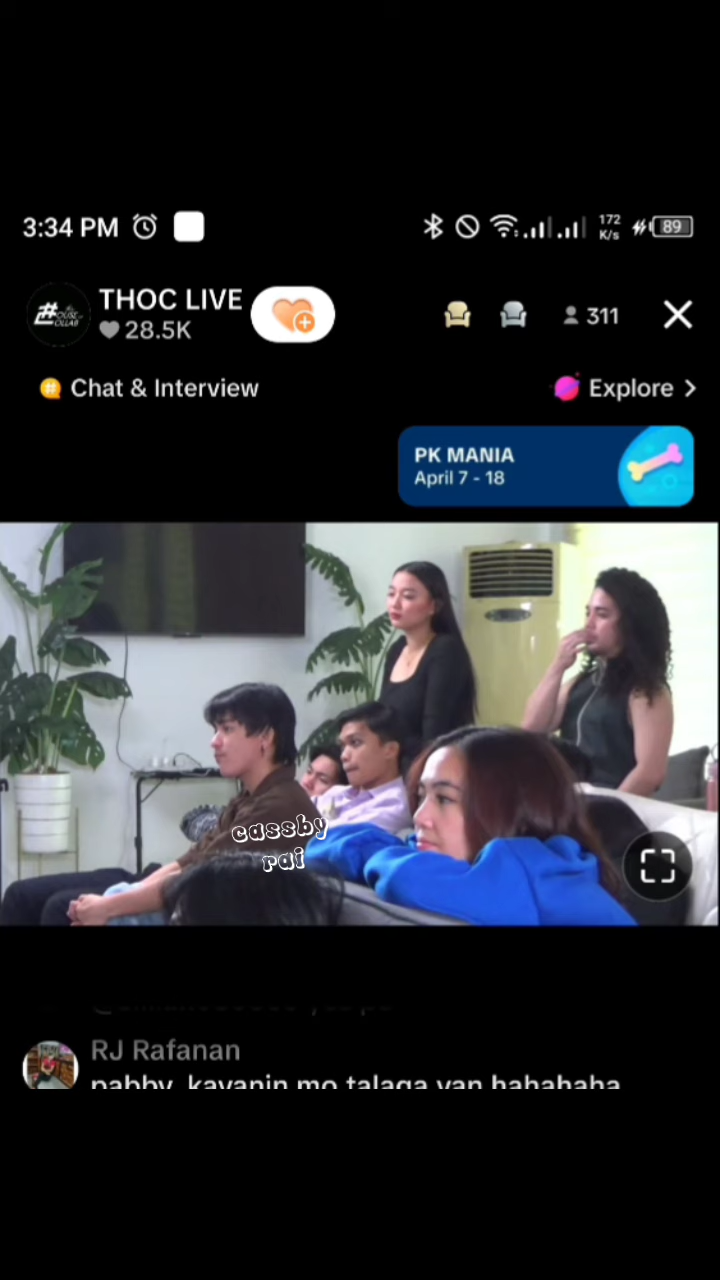 3:34 PM
172
K/s
89
THOC LIVE
28.5K
311
Chat & Interview
Explore >
PK MANIA
April 7 - 18
cassby
rai
RJ Rafanan
pabby kayanin mo talaga yan hahahaha